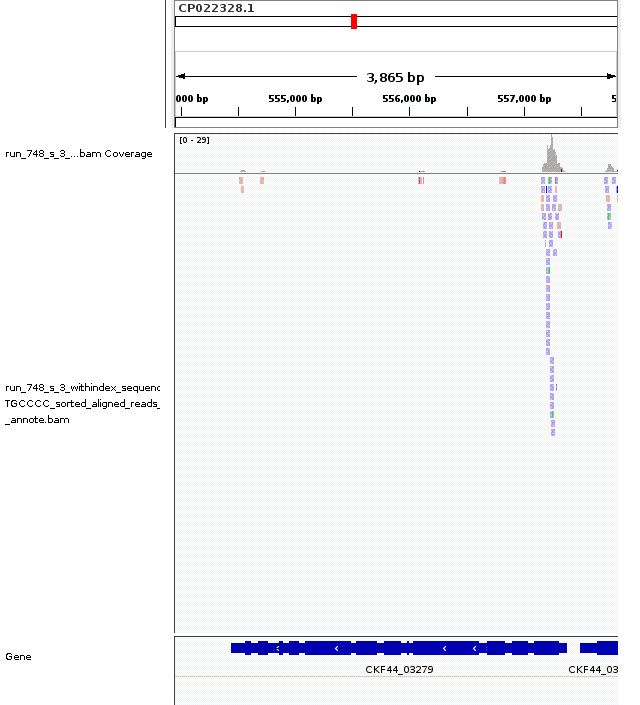 CP022328.1
3,865 bp
000 bp 555,000 bp 556,000 bp 557,000 bp 5
[0 - 29]
run_748_s_3_...bam Coverage
run_748_s_3_withindex_sequenc
TGCCCC_sorted_aligned_reads_
_annote.bam
Gene
CKF44_03279 CKF44_03